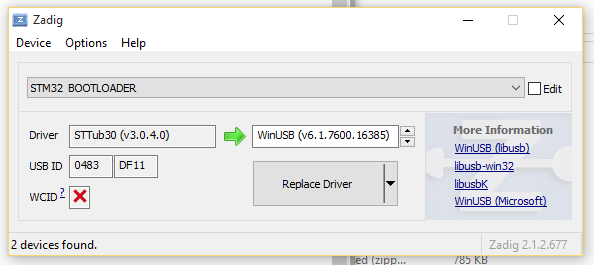 Zadig
Device Options Help
STM32 BOOTLOADER
Edit
Driver STTub30 (v3.0.4.0) WinUSB (v6.1.7600.16385)
More Information
WinUSB (libusb)
USB ID 0483 DF11
libusb-win32
Replace Driver
libusbK
WCID ?
WinUSB (Microsoft)
2 devices found.
Zadig 2.1.2.677
ed (zipp... 785 KB